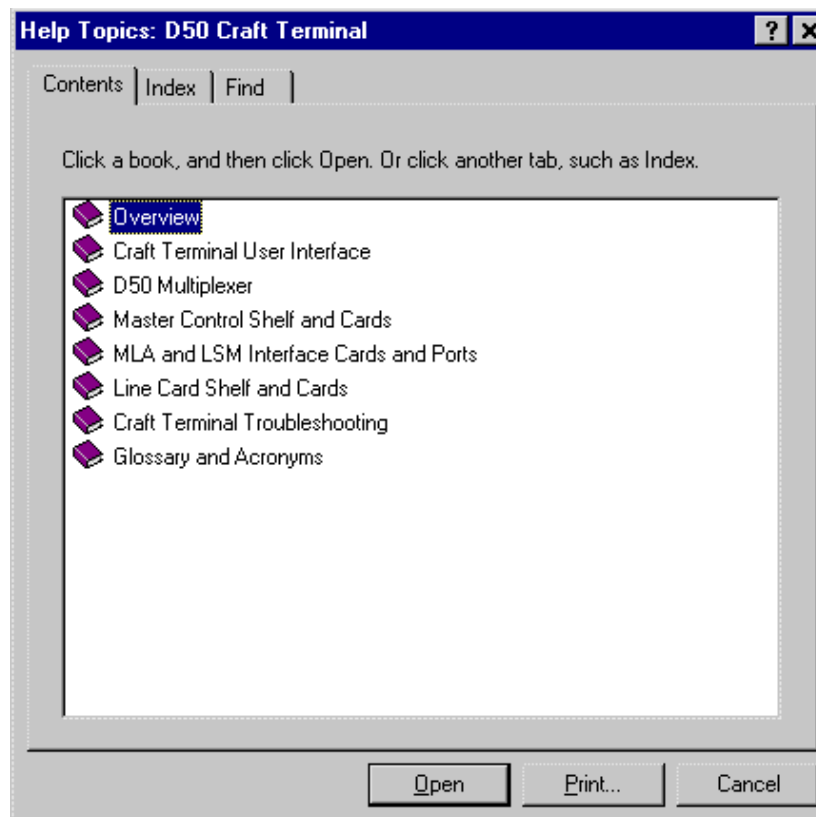 Help Topics: D50 Craft Terminal
Contents Index Find
Click a book, and then click Open. Or click another tab, such as Index.
Overview
Craft Terminal User Interface
D50 Multiplexer
Master Control Shelf and Cards
MLA and LSM Interface Cards and Ports
Line Card Shelf and Cards
Craft Terminal Troubleshooting
Glossary and Acronyms
Open Print... Cancel